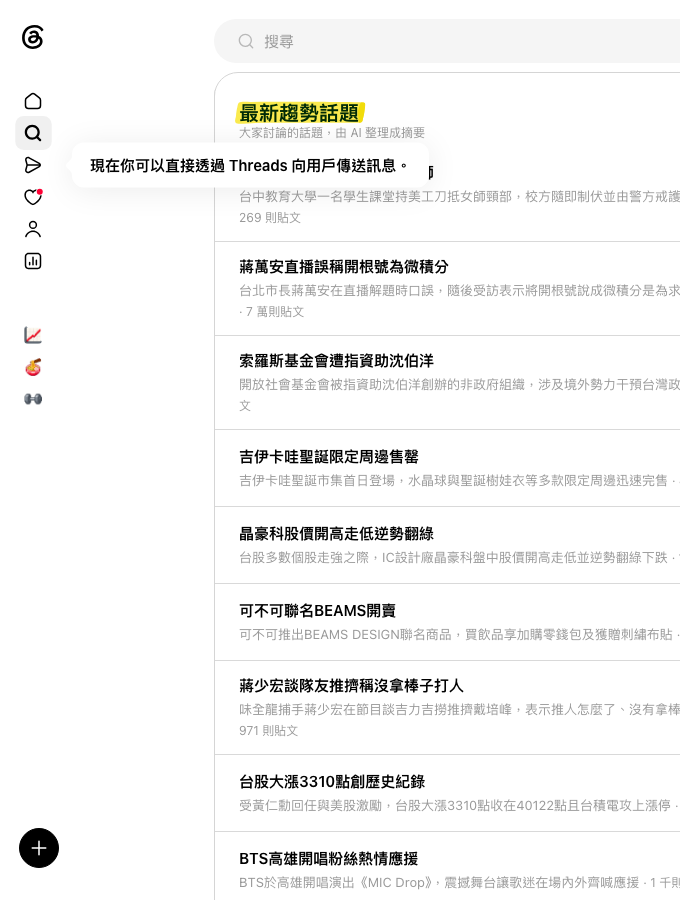 搜尋
最新趨勢話題
大家討論的話題，由 AI 整理成摘要
現在你可以直接透過 Threads 向用戶傳送訊息。
台中教育大學一名學生課堂持美工刀抵女師頸部，校方隨即制伏並由警方戒護
269 則貼文
蔣萬安直播誤稱開根號為微積分
台北市長蔣萬安在直播解題時口誤，隨後受訪表示將開根號說成微積分是為求
· 7 萬則貼文
索羅斯基金會遭指資助沈伯洋
開放社會基金會被指資助沈伯洋創辦的非政府組織，涉及境外勢力干預台灣政
文
吉伊卡哇聖誕限定周邊售罄
吉伊卡哇聖誕市集首日登場，水晶球與聖誕樹娃衣等多款限定周邊迅速完售 ·
晶豪科股價開高走低逆勢翻綠
台股多數個股走強之際，IC設計廠晶豪科盤中股價開高走低並逆勢翻綠下跌 ·
可不可聯名BEAMS開賣
可不可推出BEAMS DESIGN聯名商品，買飲品享加購零錢包及獲贈刺繡布貼 ·
蔣少宏談隊友推擠稱沒拿棒子打人
味全龍捕手蔣少宏在節目談吉力吉撈推擠戴培峰，表示推人怎麼了、沒有拿棒
971 則貼文
台股大漲3310點創歷史紀錄
受黃仁勳回任與美股激勵，台股大漲3310點收在40122點且台積電攻上漲停 ·
BTS高雄開唱粉絲熱情應援
BTS於高雄開唱演出《MIC Drop》，震撼舞台讓歌迷在場內外齊喊應援 · 1 千則